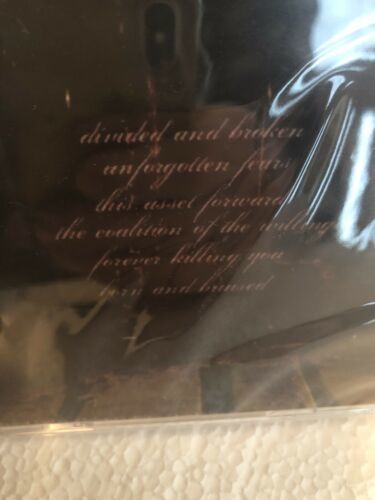 divided and broken
unforgotten fears
this asset forward
the coalition of the willing
forever killing you
torn and bruised